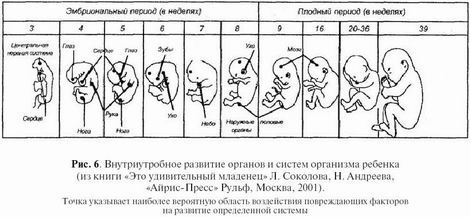 Эмбриональный период (в неделях) Плодный период (в неделях)
3 4 5 6 7 8 9 16 20-36 39
Центральная нервная система
Глаз
Сердце
Глаз
Зубы
Ухо
Мозг
Сердце
Нога
Рука
Нога
Ухо
Небо
Наружные половые органы
Рис. 6. Внутриутробное развитие органов и систем организма ребенка
(из книги «Это удивительный младенец» Л. Соколова, Н. Андреева,
«Айрис-Пресс» Рульф, Москва, 2001).
Точка указывает наиболее вероятную область воздействия повреждающих факторов
на развитие определенной системы